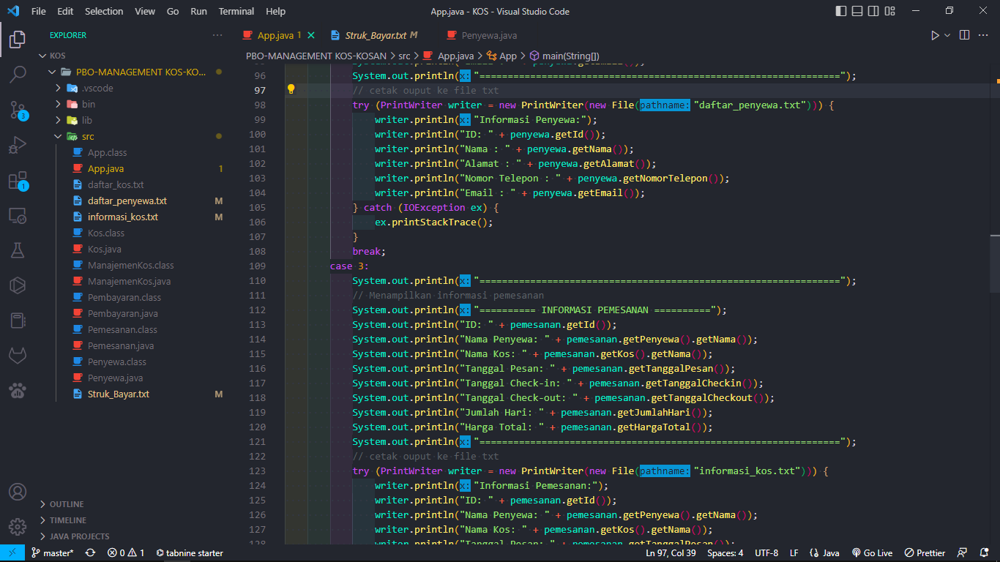 File Edit Selection View Go Run Terminal Help
App.java - KOS - Visual Studio Code
EXPLORER
KOS
PBO-MANAGEMENT KOS-KO...
.vscode
bin
lib
src
App.class
App.java 1
daftar_kos.txt
daftar_penyewa.txt M
informasi_kos.txt M
Kos.class
Kos.java
ManajemenKos.class
ManajemenKos.java
Pembayaran.class
Pembayaran.java
Pemesanan.class
Pemesanan.java
Penyewa.class
Penyewa.java
Struk_Bayar.txt M
OUTLINE
TIMELINE
JAVA PROJECTS
3
1
App.java 1 Struk_Bayar.txt M Penyewa.java
PBO-MANAGEMENT KOS-KOSAN > src > App.java > App > main(String[])
96 System.out.println(x: "================================================================");
97 // cetak ouput ke file txt
98 try (PrintWriter writer = new PrintWriter(new File(pathname: "daftar_penyewa.txt"))) {
99 writer.println(x: "Informasi Penyewa:");
100 writer.println("ID: " + penyewa.getId());
101 writer.println("Nama : " + penyewa.getNama());
102 writer.println("Alamat : " + penyewa.getAlamat());
103 writer.println("Nomor Telepon : " + penyewa.getNomorTelepon());
104 writer.println("Email : " + penyewa.getEmail());
105 } catch (IOException ex) {
106 ex.printStackTrace();
107 }
108 break;
109 case 3:
110 System.out.println(x: "================================================================");
111 // Menampilkan informasi pemesanan
112 System.out.println(x: "========== INFORMASI PEMESANAN ==========");
113 System.out.println("ID: " + pemesanan.getId());
114 System.out.println("Nama Penyewa: " + pemesanan.getPenyewa().getNama());
115 System.out.println("Nama Kos: " + pemesanan.getKos().getNama());
116 System.out.println("Tanggal Pesan: " + pemesanan.getTanggalPesan());
117 System.out.println("Tanggal Check-in: " + pemesanan.getTanggalCheckin());
118 System.out.println("Tanggal Check-out: " + pemesanan.getTanggalCheckout());
119 System.out.println("Jumlah Hari: " + pemesanan.getJumlahHari());
120 System.out.println("Harga Total: " + pemesanan.getHargaTotal());
121 System.out.println(x: "================================================================");
122 // cetak ouput ke file txt
123 try (PrintWriter writer = new PrintWriter(new File(pathname: "informasi_kos.txt"))) {
124 writer.println(x: "Informasi Pemesanan:");
125 writer.println("ID: " + pemesanan.getId());
126 writer.println("Nama Penyewa: " + pemesanan.getPenyewa().getNama());
127 writer.println("Nama Kos: " + pemesanan.getKos().getNama());
128 writer.println("Tanggal Pesan: " + pemesanan.getTanggalPesan());
master* 0 1 tabnine starter
Ln 97, Col 39 Spaces: 4 UTF-8 LF {} Java Go Live Prettier